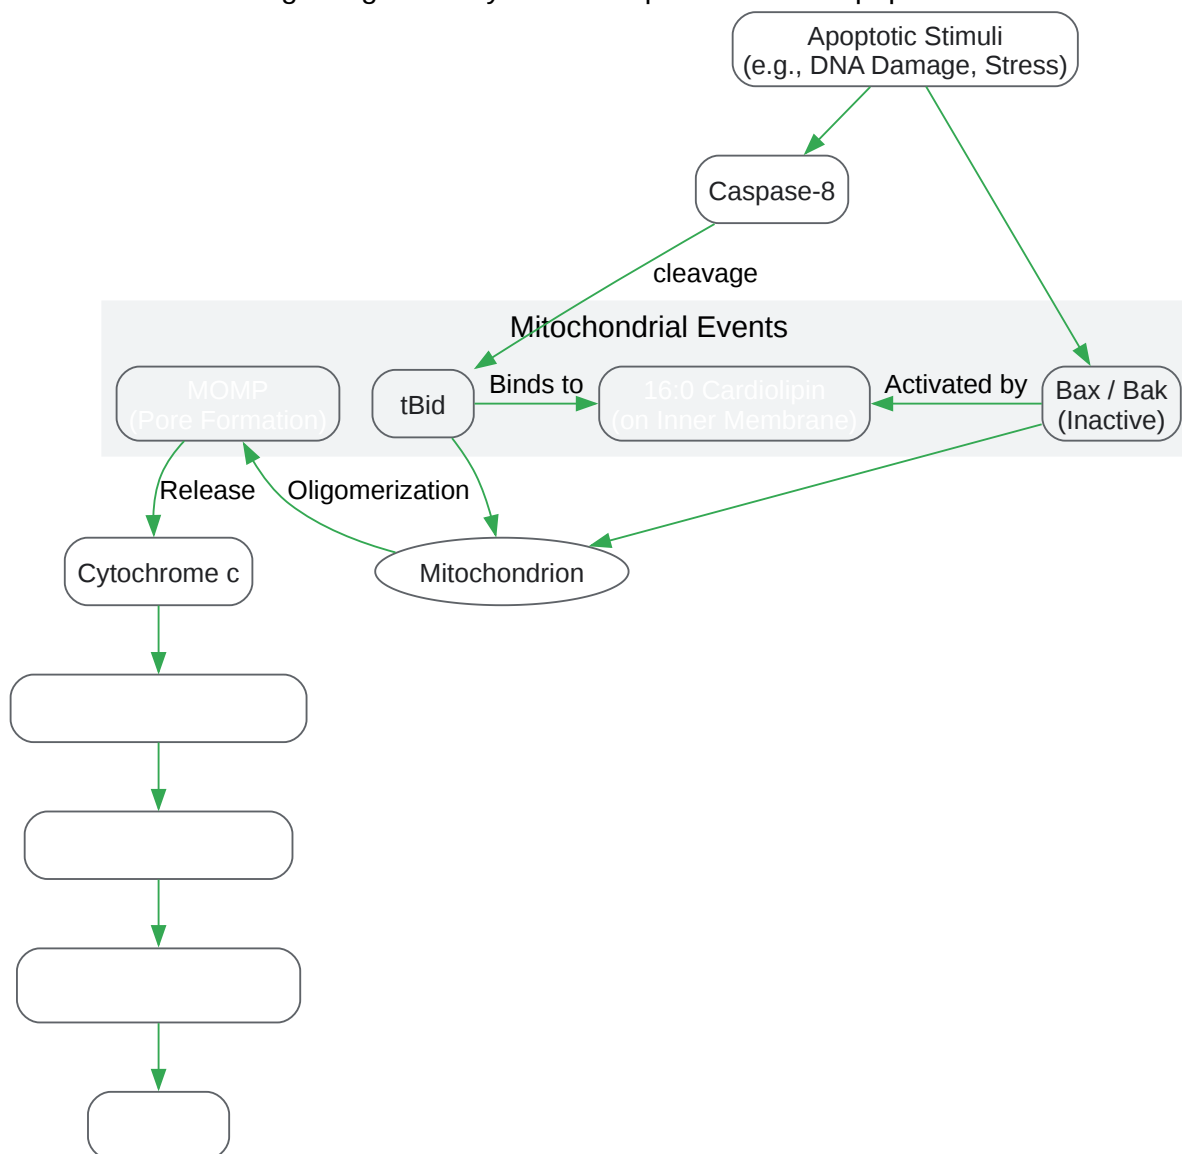 Apoptotic Stimuli
(e.g., DNA Damage, Stress)
Caspase-8
cleavage
Mitochondrial Events
MOMP
(Pore Formation)
tBid
Binds to
16:0 Cardiolipin
(on Inner Membrane)
Activated by
Bax / Bak
(Inactive)
Release
Oligomerization
Cytochrome c
Mitochondrion